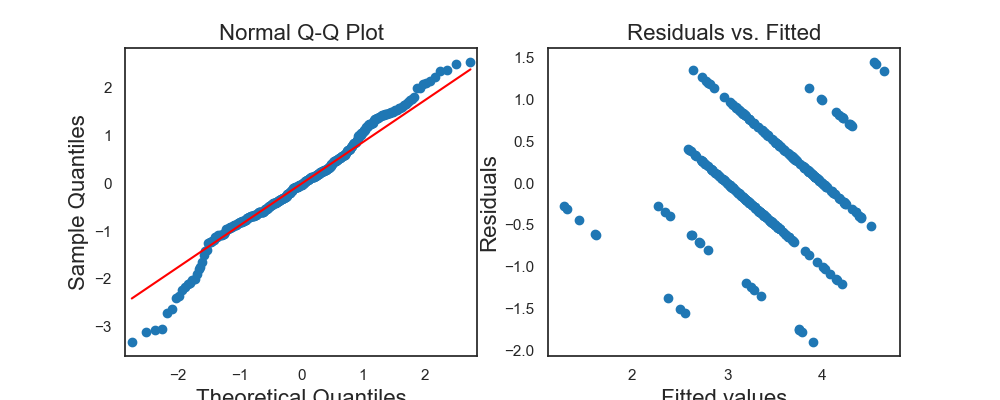 Normal Q-Q Plot
Sample Quantiles
2
1
0
−1
−2
−3
−2 −1 0 1 2
Theoretical Quantiles
Residuals vs. Fitted
Residuals
1.5
1.0
0.5
0.0
−0.5
−1.0
−1.5
−2.0
2 3 4
Fitted values